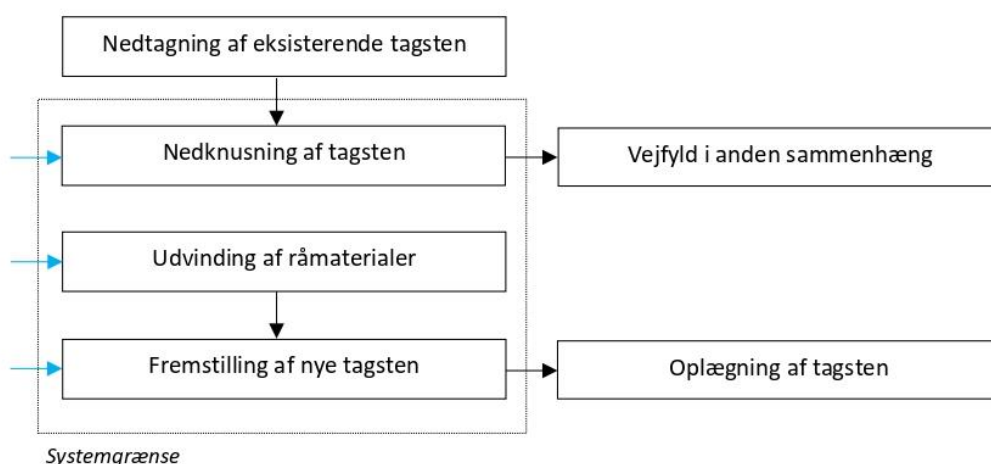 Nedtagning af eksisterende tagsten
Nedknusning af tagsten
Vejfyld i anden sammenhæng
Udvinding af råmaterialer
Fremstilling af nye tagsten
Oplægning af tagsten
Systemgrænse